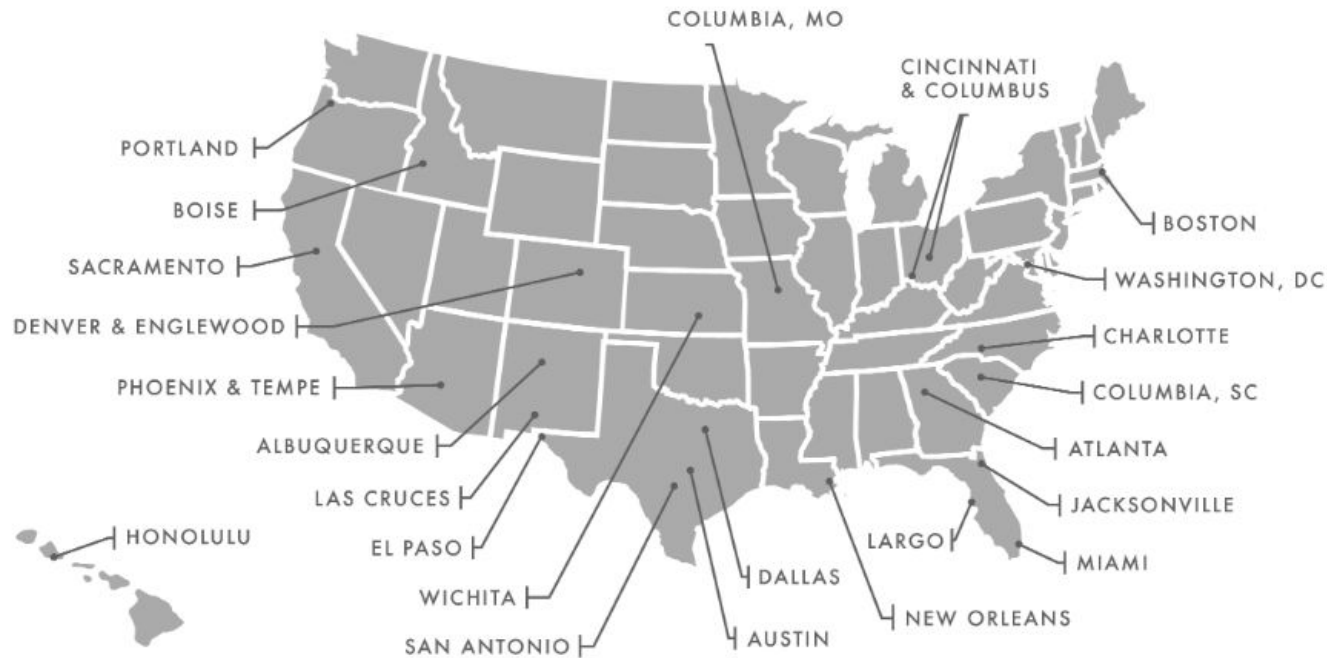 COLUMBIA, MO
CINCINNATI
& COLUMBUS
PORTLAND
BOISE
BOSTON
SACRAMENTO
WASHINGTON, DC
DENVER & ENGLEWOOD
CHARLOTTE
PHOENIX & TEMPE
COLUMBIA, SC
ALBUQUERQUE
ATLANTA
LAS CRUCES
JACKSONVILLE
HONOLULU
EL PASO
LARGO
MIAMI
DALLAS
WICHITA
NEW ORLEANS
SAN ANTONIO
AUSTIN